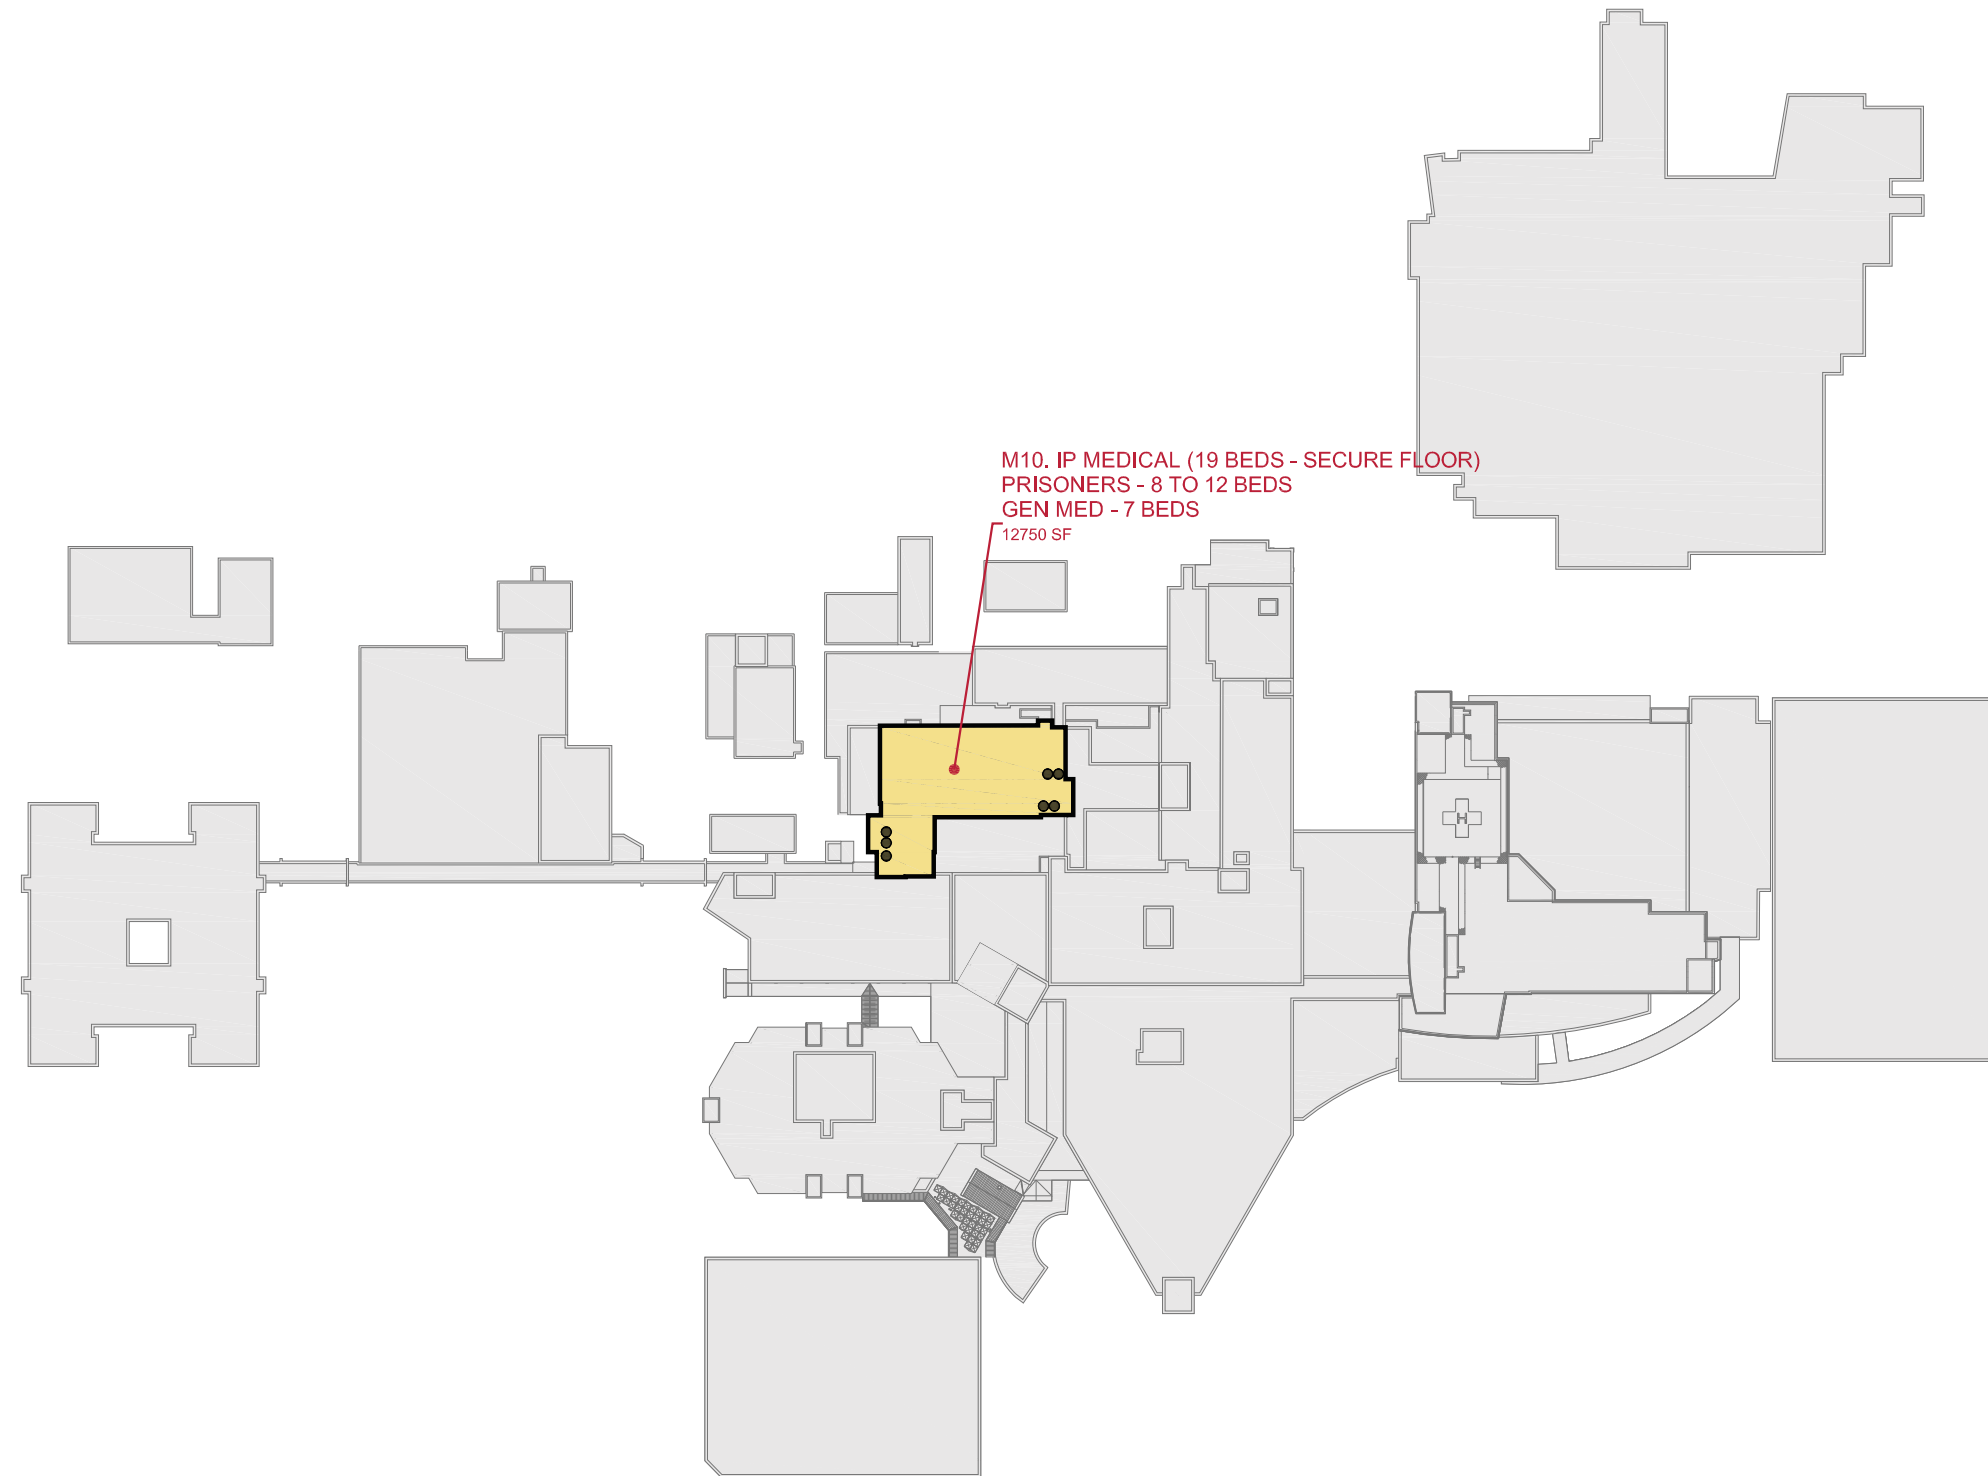 M10. IP MEDICAL (19 BEDS - SECURE FLOOR)
PRISONERS - 8 TO 12 BEDS
GEN MED - 7 BEDS
12750 SF
H